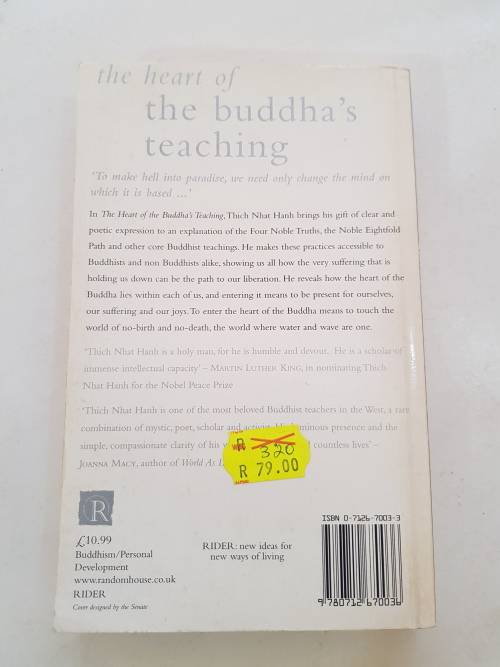 the heart of
the buddha's
teaching
'To make hell into paradise, we need only change the mind on
which it is based ...'
In The Heart of the Buddha's Teaching, Thich Nhat Hanh brings his gift of clear and
poetic expression to an explanation of the Four Noble Truths, the Noble Eightfold
Path and other core Buddhist teachings. He makes these practices accessible to
Buddhists and non Buddhists alike, showing us all how the very suffering that is
holding us down can be the path to our liberation. He reveals how the heart of the
Buddha lies within each of us, and entering it means to be present for ourselves,
our suffering and our joys. To enter the heart of the Buddha means to touch the
world of no-birth and no-death, the world where water and wave are one.
'Thich Nhat Hanh is a holy man, for he is humble and devout. He is a scholar of
immense intellectual capacity' – MARTIN LUTHER KING, in nominating Thich
Nhat Hanh for the Nobel Peace Prize
'Thich Nhat Hanh is one of the most beloved Buddhist teachers in the West, a rare
combination of mystic, poet, scholar and activist. His luminous presence and the
simple, compassionate clarity of his countless lives' –
JOANNA MACY, author of World As
R 320
R 79.00
R
£10.99
Buddhism/Personal
Development
www.randomhouse.co.uk
RIDER
Cover designed by the Senate
RIDER: new ideas for
new ways of living
ISBN 0-7126-7003-3
9 780712 670036